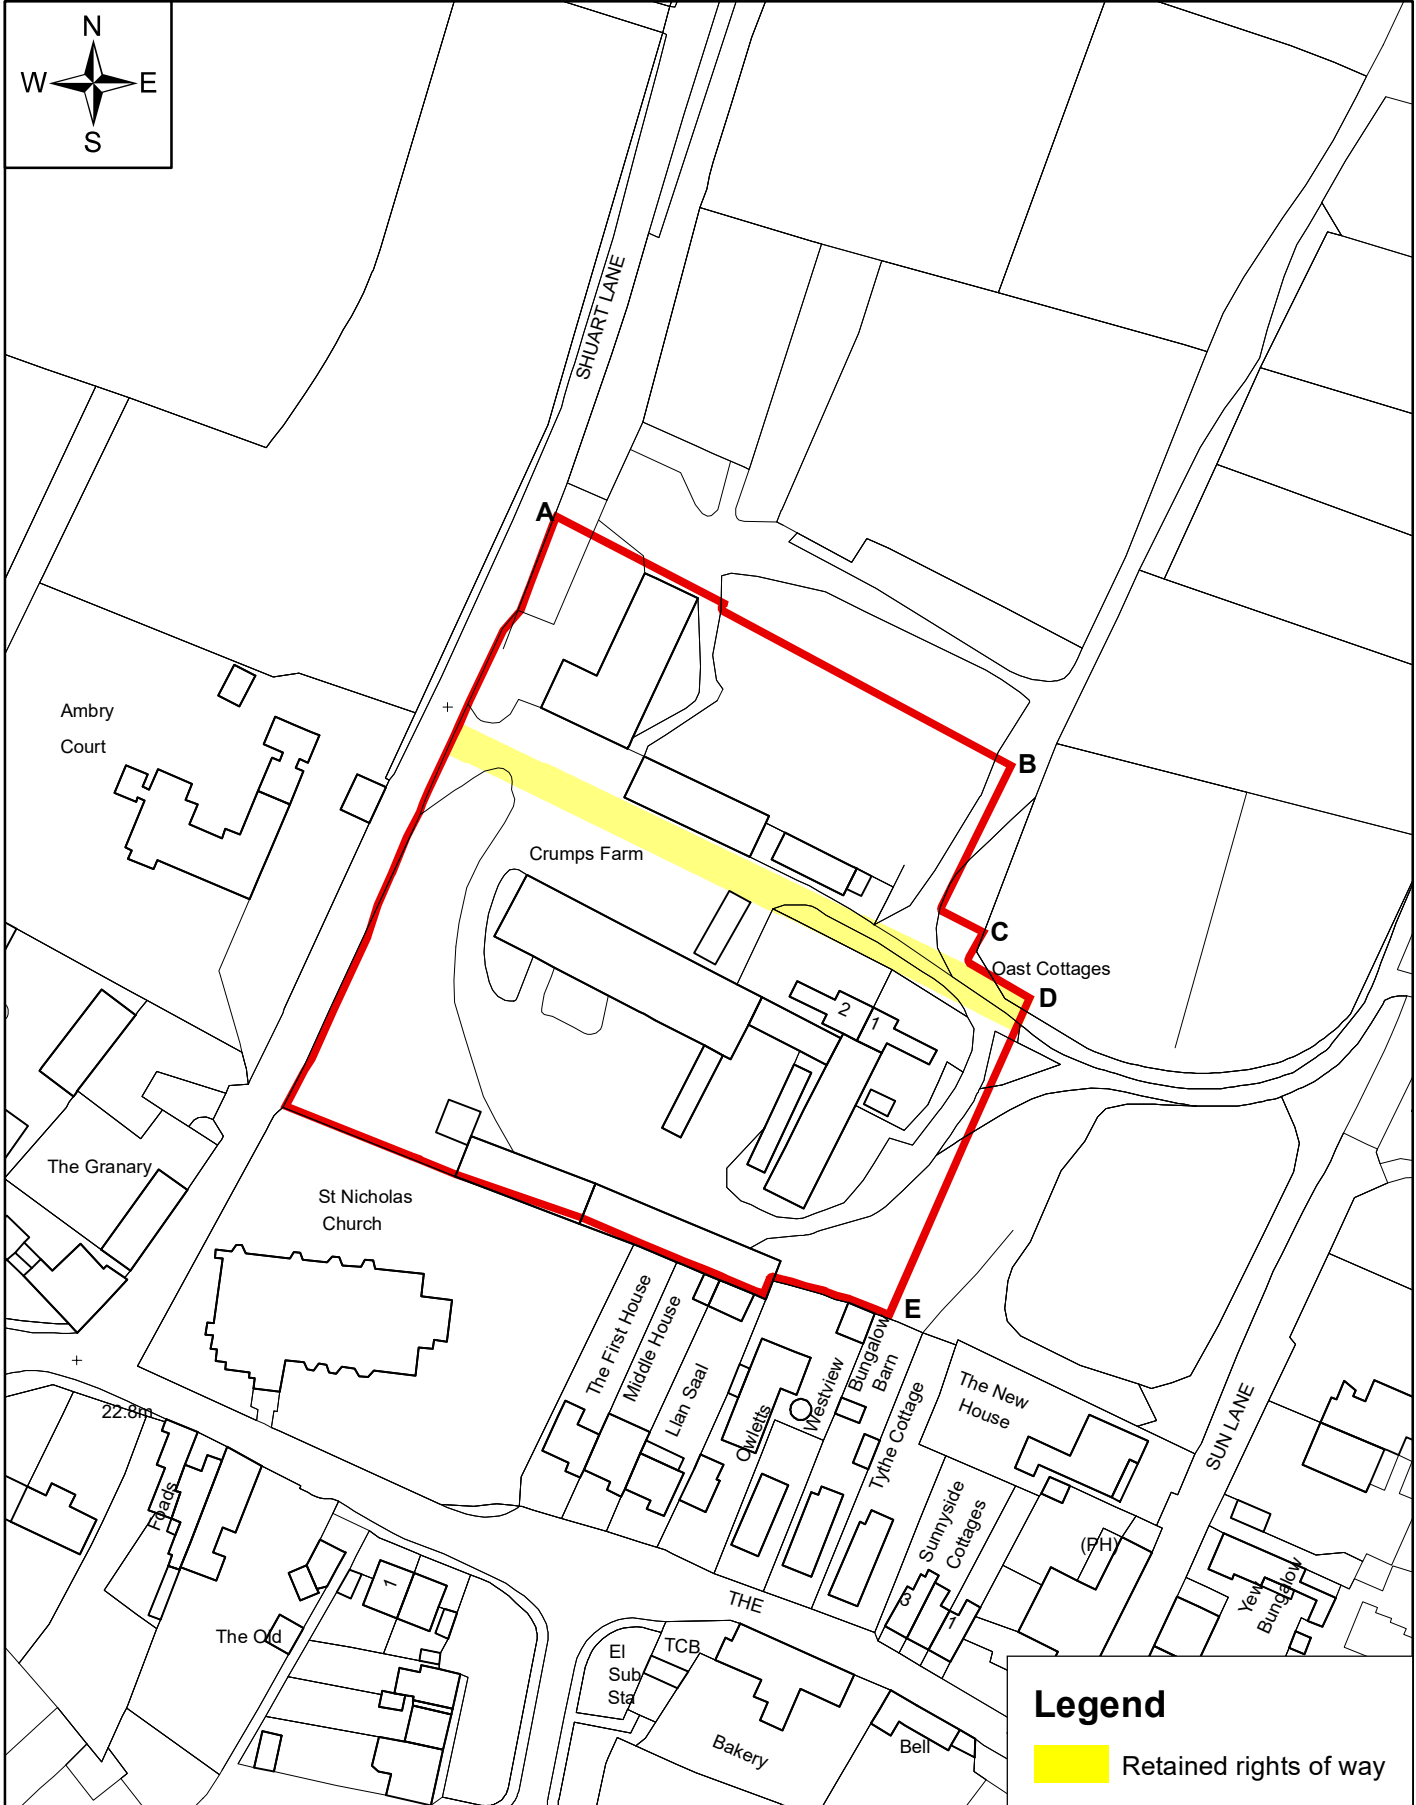 N
W E
S
SHUART LANE
A
Ambry
Court
B
Crumps Farm
C
Oast Cottages
D
2
1
The Granary
St Nicholas
Church
E
The First House
Middle House
Llan Saal
Owletts
Westview
Bungalow
Barn
Tythe Cottage
The New
House
SUN LANE
22.8m
Foads
Sunnyside
Cottages
(PH)
Yew
Bungalow
1
3
1
THE
The Old
El
Sub
Sta
TCB
Bakery
Bell
Legend
Retained rights of way